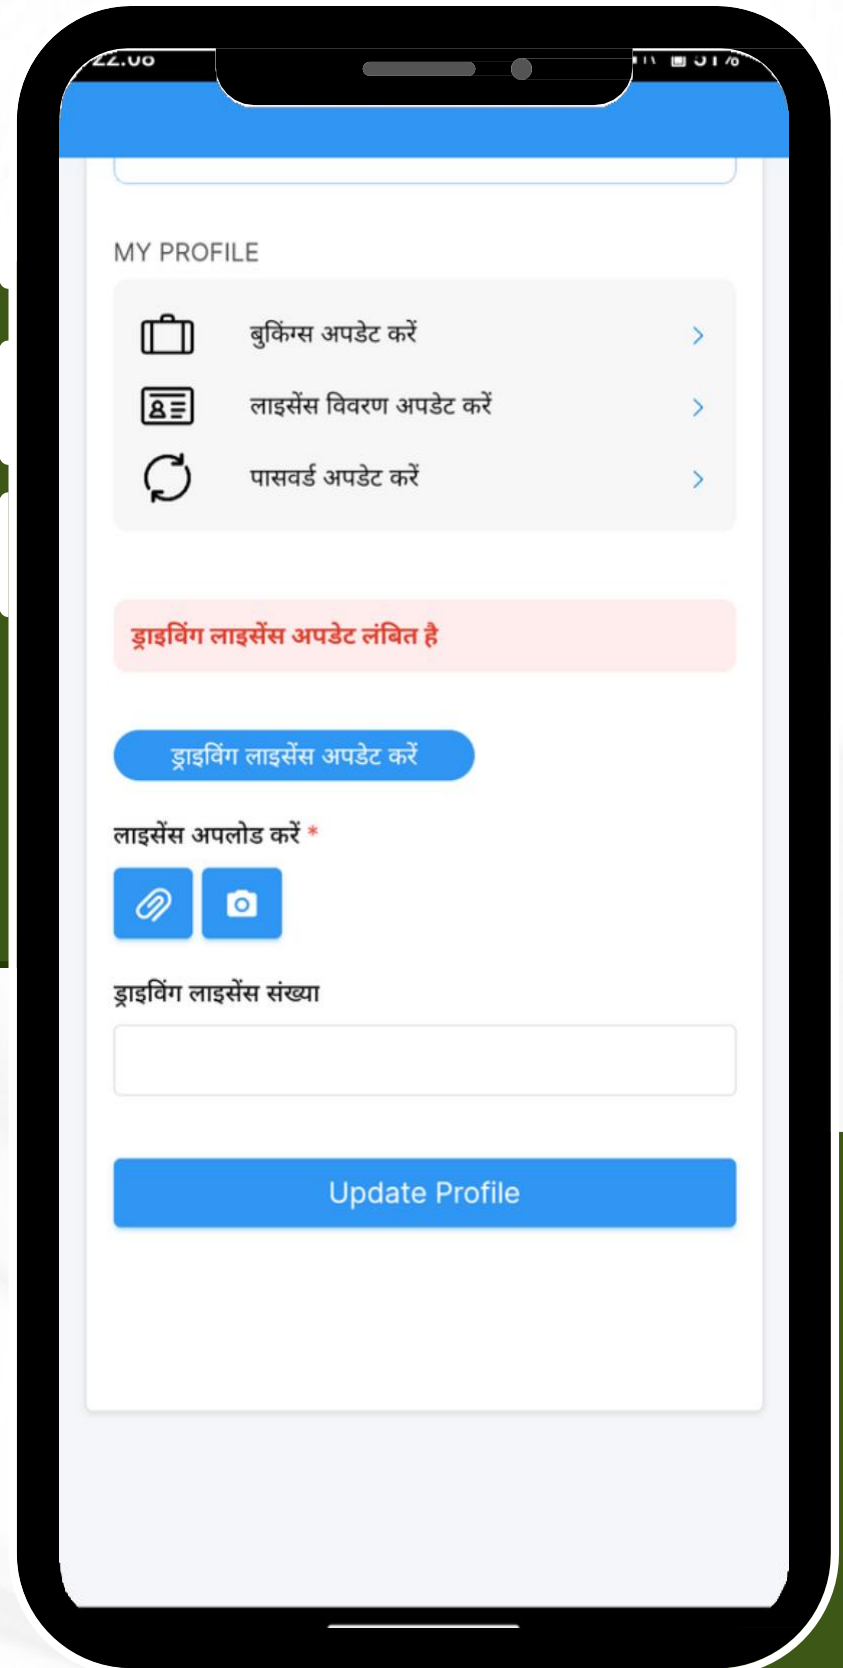 MY PROFILE
बुकिंग्स अपडेट करें
लाइसेंस विवरण अपडेट करें
पासवर्ड अपडेट करें
ड्राइविंग लाइसेंस अपडेट लंबित है
ड्राइविंग लाइसेंस अपडेट करें
लाइसेंस अपलोड करें *
ड्राइविंग लाइसेंस संख्या
Update Profile